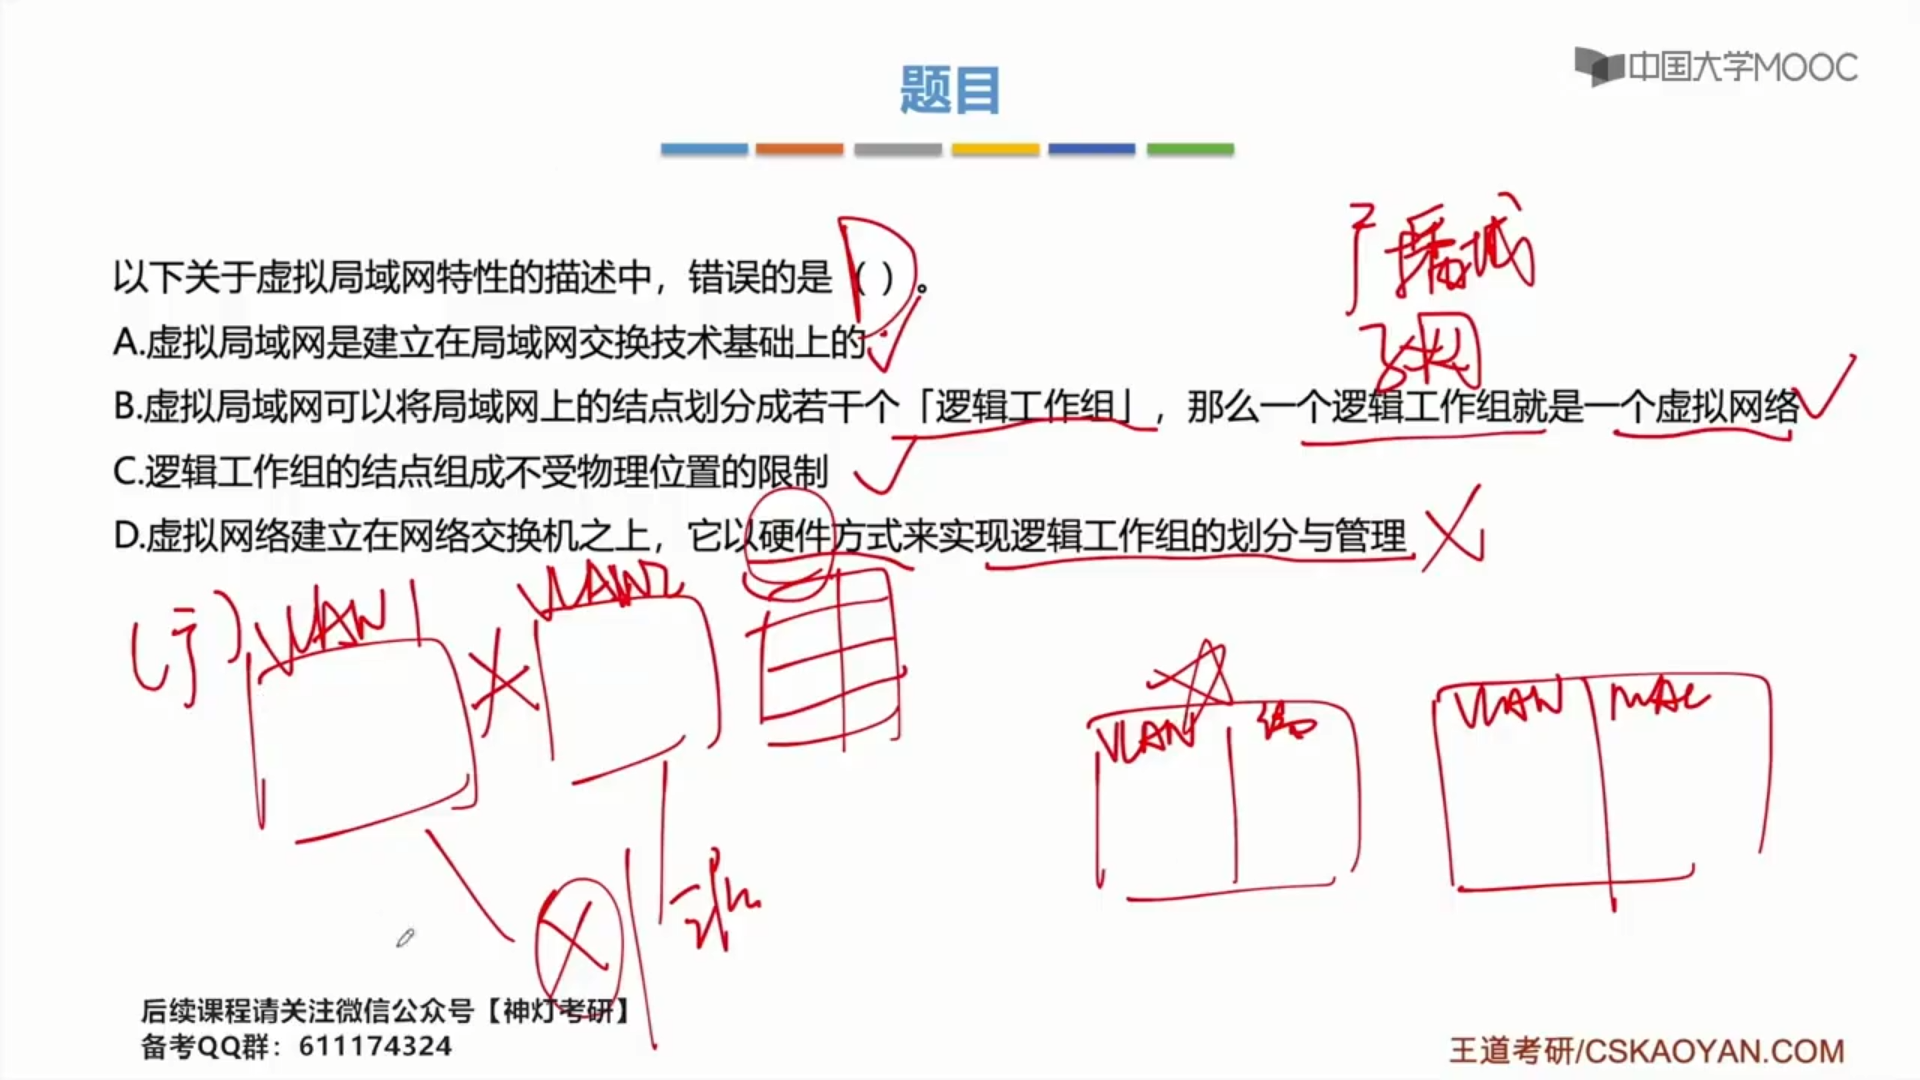 中国大学MOOC
题目
广播域
子网
以下关于虚拟局域网特性的描述中，错误的是（ ）。
D
A.虚拟局域网是建立在局域网交换技术基础上的
B.虚拟局域网可以将局域网上的结点划分成若干个「逻辑工作组」，那么一个逻辑工作组就是一个虚拟网络
C.逻辑工作组的结点组成不受物理位置的限制
D.虚拟网络建立在网络交换机之上，它以硬件方式来实现逻辑工作组的划分与管理
VLAN1
VLAN2
VLAN
VLAN MAC
后续课程请关注微信公众号【神灯考研】
备考QQ群：611174324
王道考研/CSKAOYAN.COM